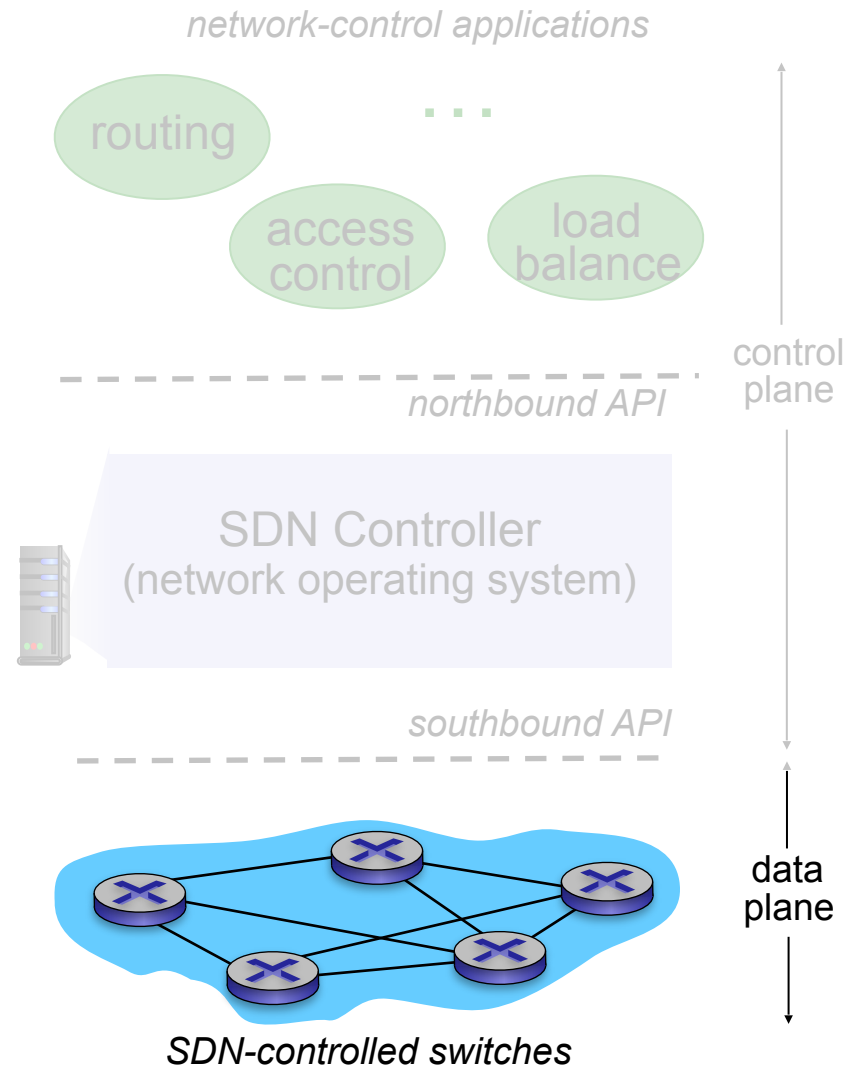 network-control applications
routing
. . .
access
control
load
balance
control
plane
northbound API
SDN Controller
(network operating system)
southbound API
data
plane
SDN-controlled switches